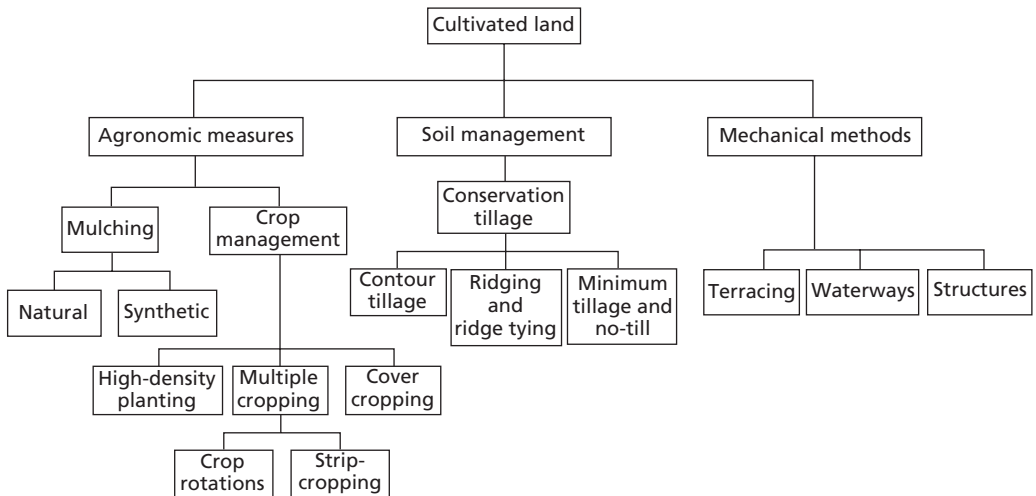 Cultivated land
Agronomic measures
Soil management
Mechanical methods
Mulching
Crop
management
Conservation
tillage
Natural
Synthetic
Contour
tillage
Ridging
and
ridge tying
Minimum
tillage and
no-till
Terracing
Waterways
Structures
High-density
planting
Multiple
cropping
Cover
cropping
Crop
rotations
Strip-
cropping